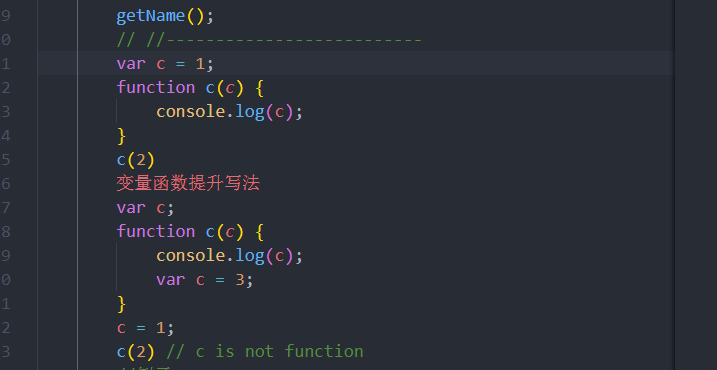 9 getName();
0 // //--------------------------
1 var c = 1;
2 function c(c) {
3 console.log(c);
4 }
5 c(2)
6 变量函数提升写法
7 var c;
8 function c(c) {
9 console.log(c);
0 var c = 3;
1 }
2 c = 1;
3 c(2) // c is not function